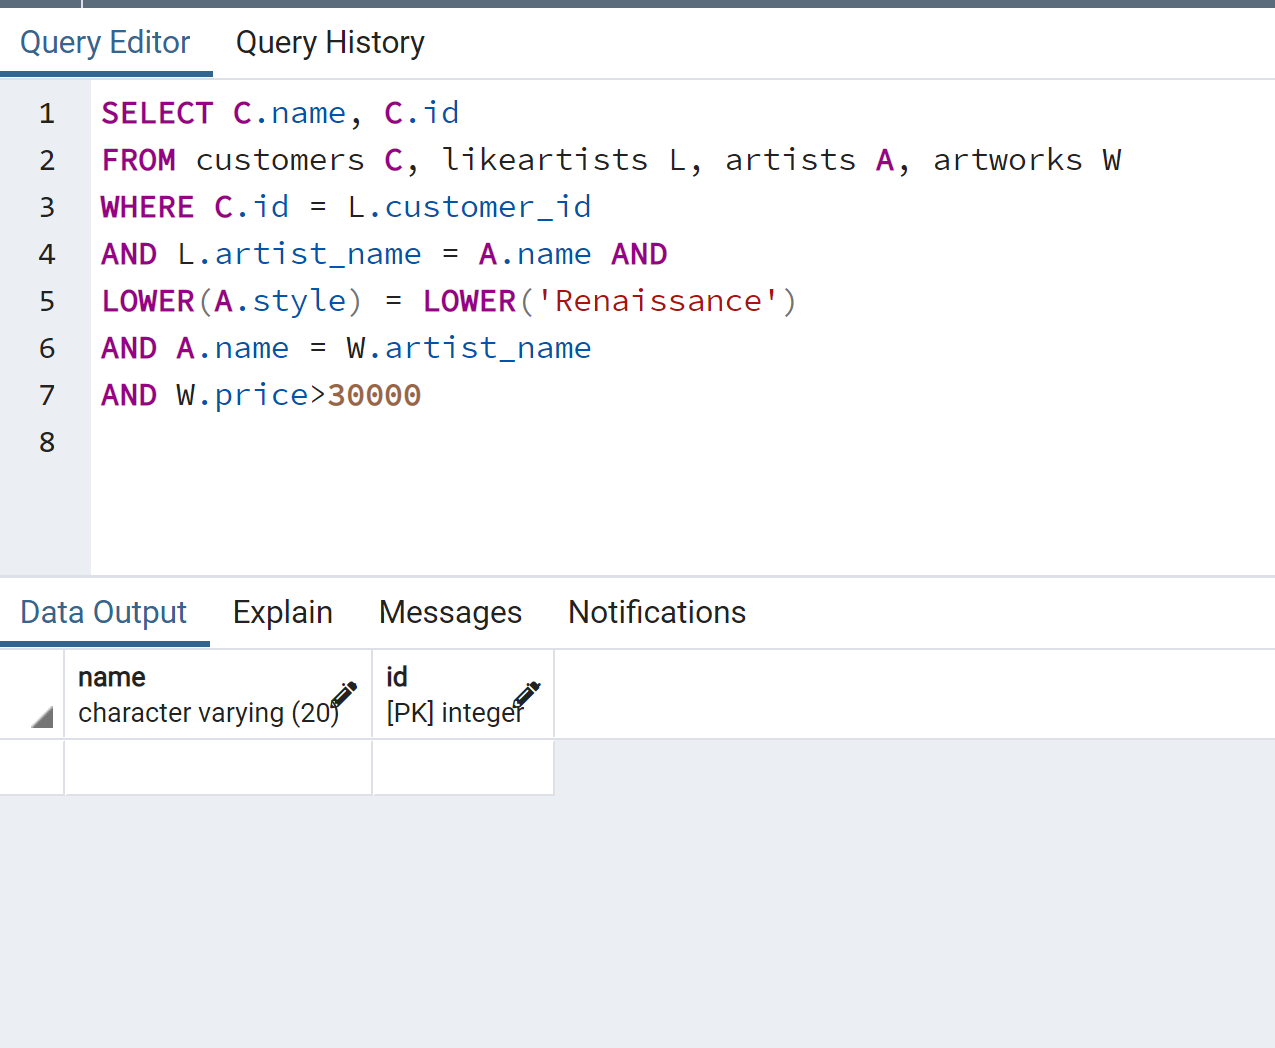 Query Editor Query History
1 SELECT C.name, C.id
2 FROM customers C, likeartists L, artists A, artworks W
3 WHERE C.id = L.customer_id
4 AND L.artist_name = A.name AND
5 LOWER(A.style) = LOWER('Renaissance')
6 AND A.name = W.artist_name
7 AND W.price>30000
8
Data Output Explain Messages Notifications
name id
character varying (20) [PK] integer